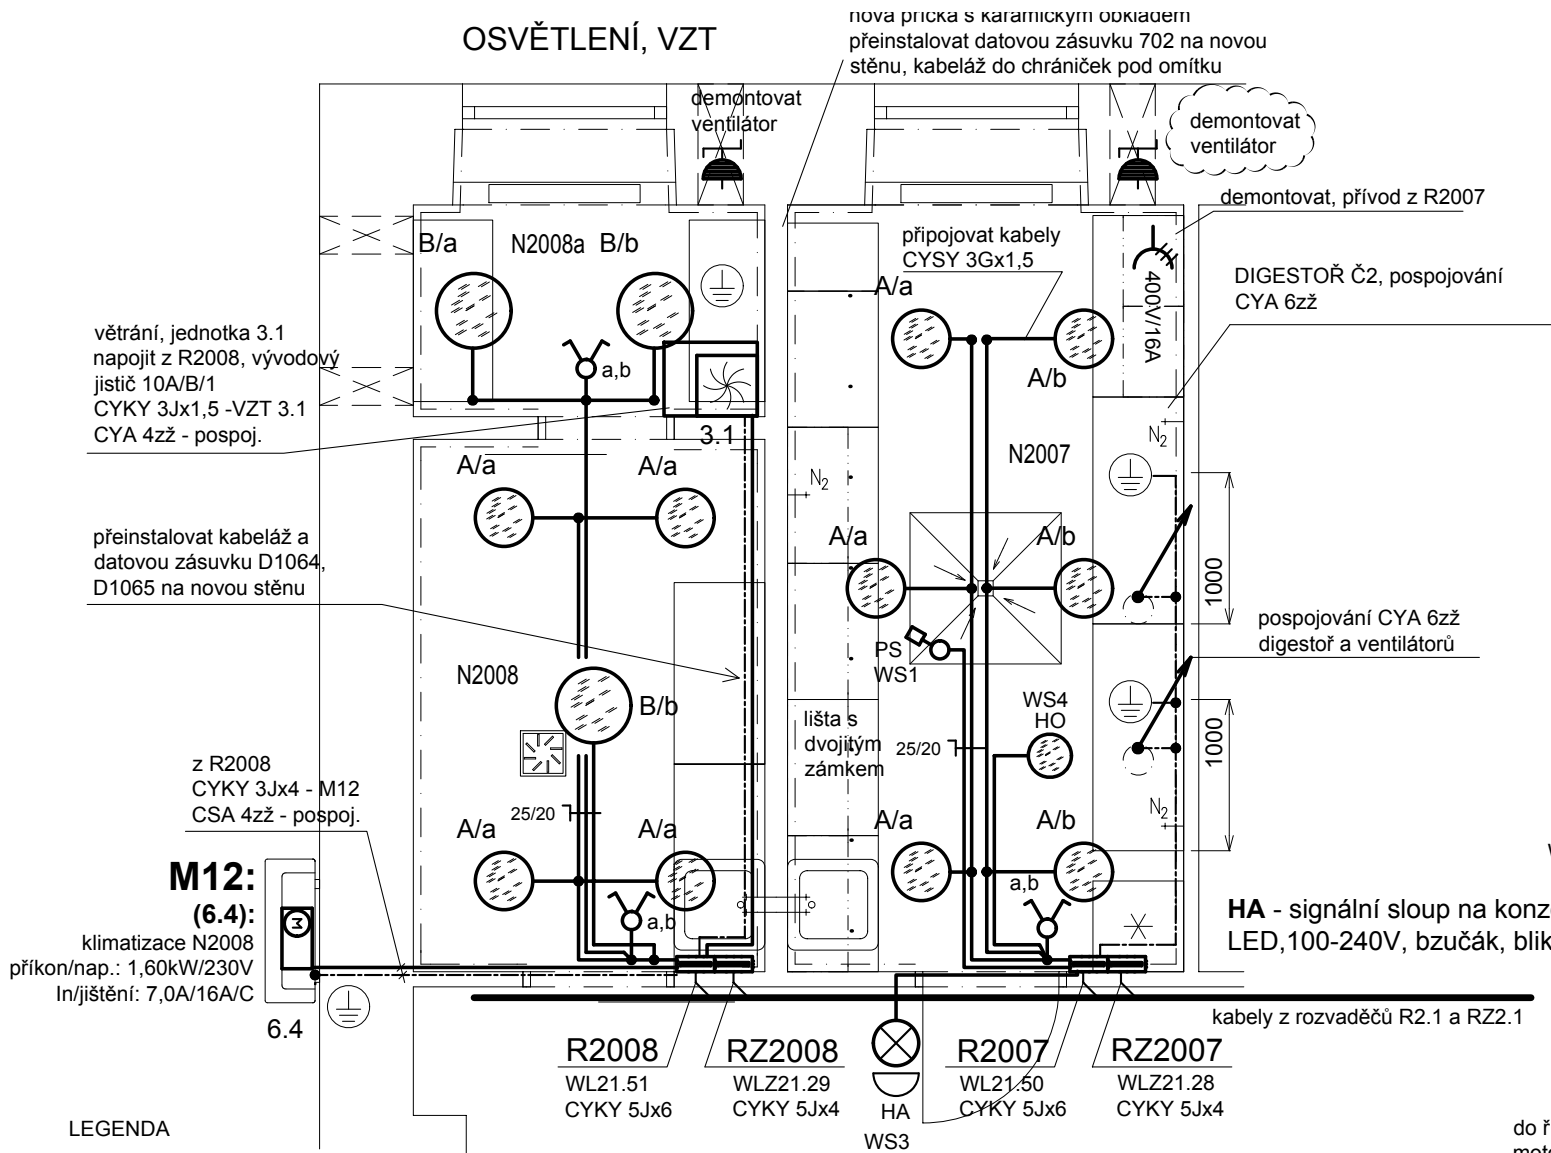 OSVĚTLENÍ, VZT
nová příčka s karamickým obkladem
přeinstalovat datovou zásuvku 702 na novou
stěnu, kabeláž do chrániček pod omítku
demontovat
ventilátor
demontovat
ventilátor
demontovat, přívod z R2007
DIGESTOŘ Č2, pospojování
CYA 6zž
připojovat kabely
CYSY 3Gx1,5
400V/16A
B/a
N2008a
B/b
a,b
3.1
větrání, jednotka 3.1
napojit z R2008, vývodový
jistič 10A/B/1
CYKY 3Jx1,5 -VZT 3.1
CYA 4zž - pospoj.
A/a
A/a
A/a
A/b
N2007
N2
N2
přeinstalovat kabeláž a
datovou zásuvku D1064,
D1065 na novou stěnu
A/a
A/b
1000
pospojování CYA 6zž
digestoř a ventilátorů
PS
WS1
N2008
B/b
WS4
HO
lišta s
dvojitým
zámkem
25/20
1000
z R2008
CYKY 3Jx4 - M12
CSA 4zž - pospoj.
25/20
N2
A/a
A/a
A/a
A/b
a,b
a,b
M12:
(6.4):
klimatizace N2008
příkon/nap.: 1,60kW/230V
In/jištění: 7,0A/16A/C
M
6.4
HA - signální sloup na konz
LED,100-240V, bzučák, blik
kabely z rozvaděčů R2.1 a RZ2.1
R2008
WL21.51
CYKY 5Jx6
RZ2008
WLZ21.29
CYKY 5Jx4
HA
WS3
R2007
WL21.50
CYKY 5Jx6
RZ2007
WLZ21.28
CYKY 5Jx4
LEGENDA